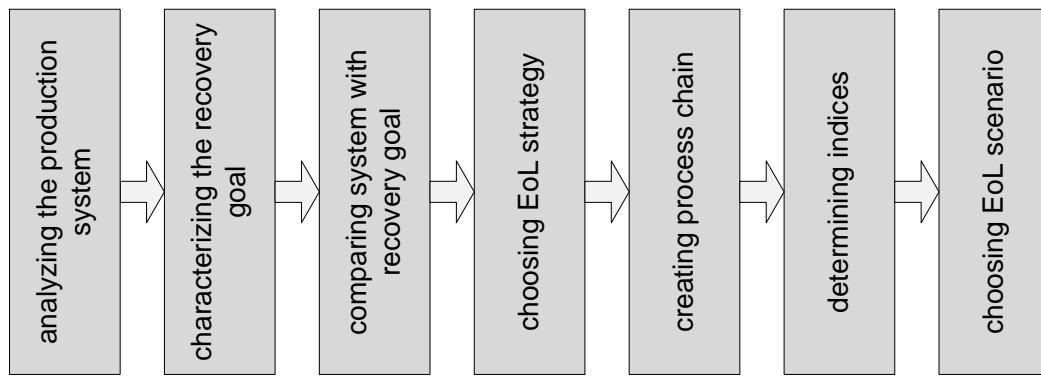 analyzing the production
system
characterizing the recovery
goal
comparing system with
recovery goal
choosing EoL strategy
creating process chain
determining indices
choosing EoL scenario